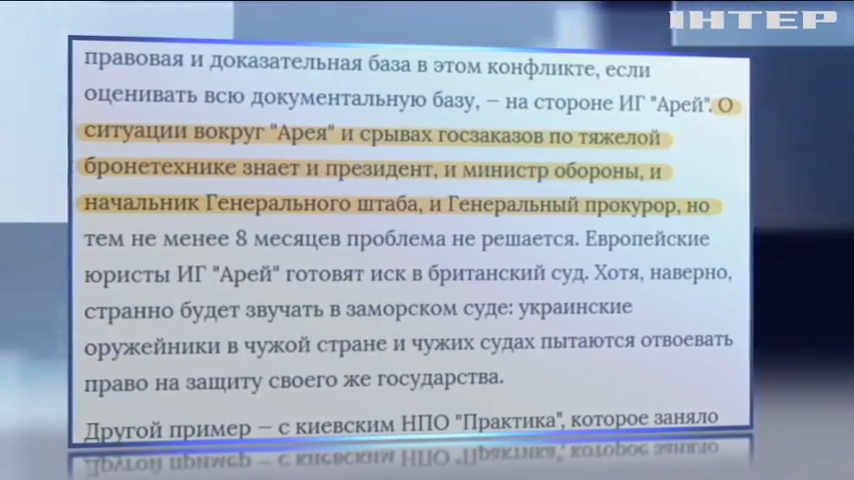 ІНТЕР
правовая и доказательная база в этом конфликте, если
оценивать всю документальную базу, – на стороне ИГ "Арей". О
ситуации вокруг "Арея" и срывах госзаказов по тяжелой
бронетехнике знает и президент, и министр обороны, и
начальник Генерального штаба, и Генеральный прокурор, но
тем не менее 8 месяцев проблема не решается. Европейские
юристы ИГ "Арей" готовят иск в британский суд. Хотя, наверно,
странно будет звучать в заморском суде: украинские
оружейники в чужой стране и чужих судах пытаются отвоевать
право на защиту своего же государства.
Другой пример – с киевским НПО "Практика", которое заняло